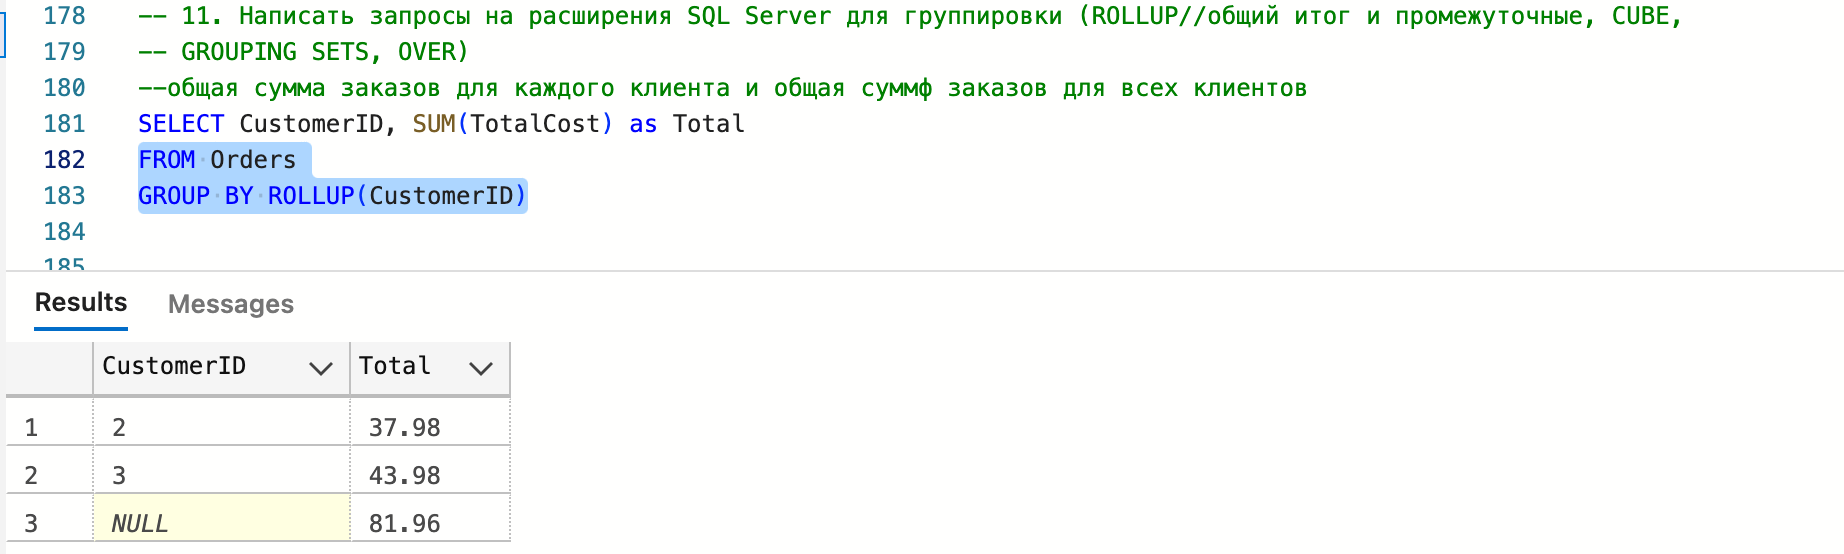 178 -- 11. Написать запросы на расширения SQL Server для группировки (ROLLUP//общий итог и промежуточные, CUBE,
179 -- GROUPING SETS, OVER)
180 --общая сумма заказов для каждого клиента и общая суммф заказов для всех клиентов
181 SELECT CustomerID, SUM(TotalCost) as Total
182 FROM Orders
183 GROUP BY ROLLUP(CustomerID)
184
185
Results Messages
CustomerID Total
1 2 37.98
2 3 43.98
3 NULL 81.96